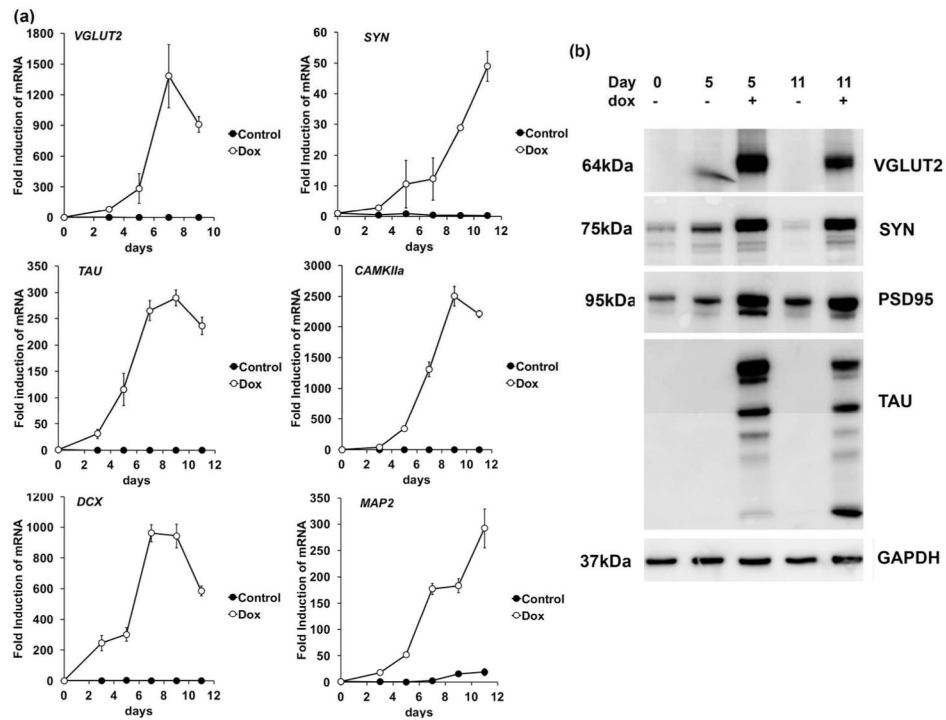 (a)
VGLUT2
Fold Induction of mRNA
1800
1500
1200
900
600
300
0
0 3 6 9 12
days
Control
Dox
SYN
Fold Induction of mRNA
60
50
40
30
20
10
0
0 2 4 6 8 10 12
days
Control
Dox
TAU
Fold induction of mRNA
350
300
250
200
150
100
50
0
0 2 4 6 8 10 12
days
Control
Dox
CAMKIIa
Fold Induction of mRNA
3000
2500
2000
1500
1000
500
0
0 2 4 6 8 10 12
days
Control
Dox
DCX
Fold Induction of mRNA
1200
1000
800
600
400
200
0
0 2 4 6 8 10 12
days
Control
Dox
MAP2
Fold Induction of mRNA
350
300
250
200
150
100
50
0
0 2 4 6 8 10 12
days
Control
Dox
(b)
Day 0 5 5 11 11
dox - - + - +
64kDa VGLUT2
75kDa SYN
95kDa PSD95
TAU
37kDa GAPDH